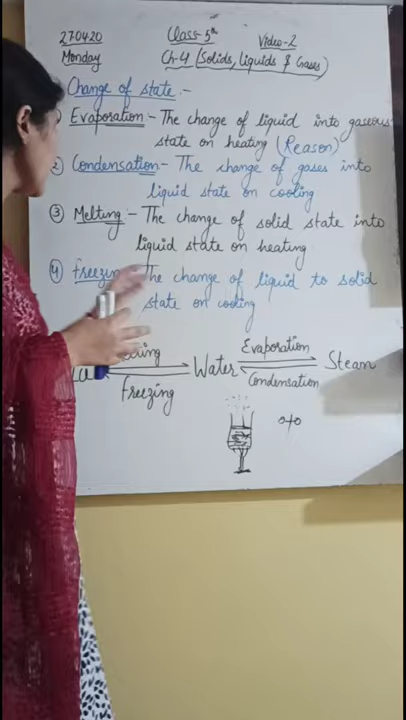 27.04.20 Class-5th Video-2
Monday Ch-4 (Solids, Liquids & Gases)
Change of state :-
Evaporation - The change of liquid into gaseous
state on heating (Reason)
2) Condensation - The change of gases into
liquid state on cooling
3) Melting :- The change of solid state into
liquid state on heating
4) freezing The change of liquid to solid
state on cooling
Evaporation
Water Steam
Freezing Condensation